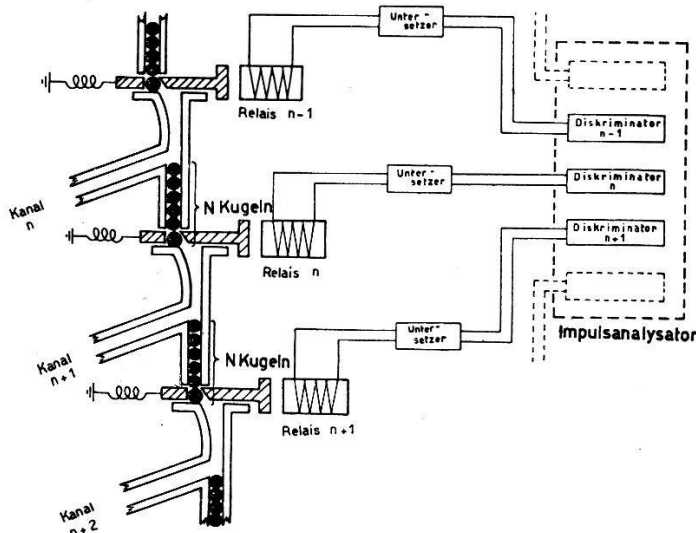 Unter-
setzer
Relais n-1
Diskriminator
n-1
Unter-
setzer
Diskriminator
n
Kanal
n
N Kugeln
Relais n
Diskriminator
n+1
Unter-
setzer
Impulsanalysator
Kanal
n+1
N Kugeln
Relais n+1
Kanal
n+2